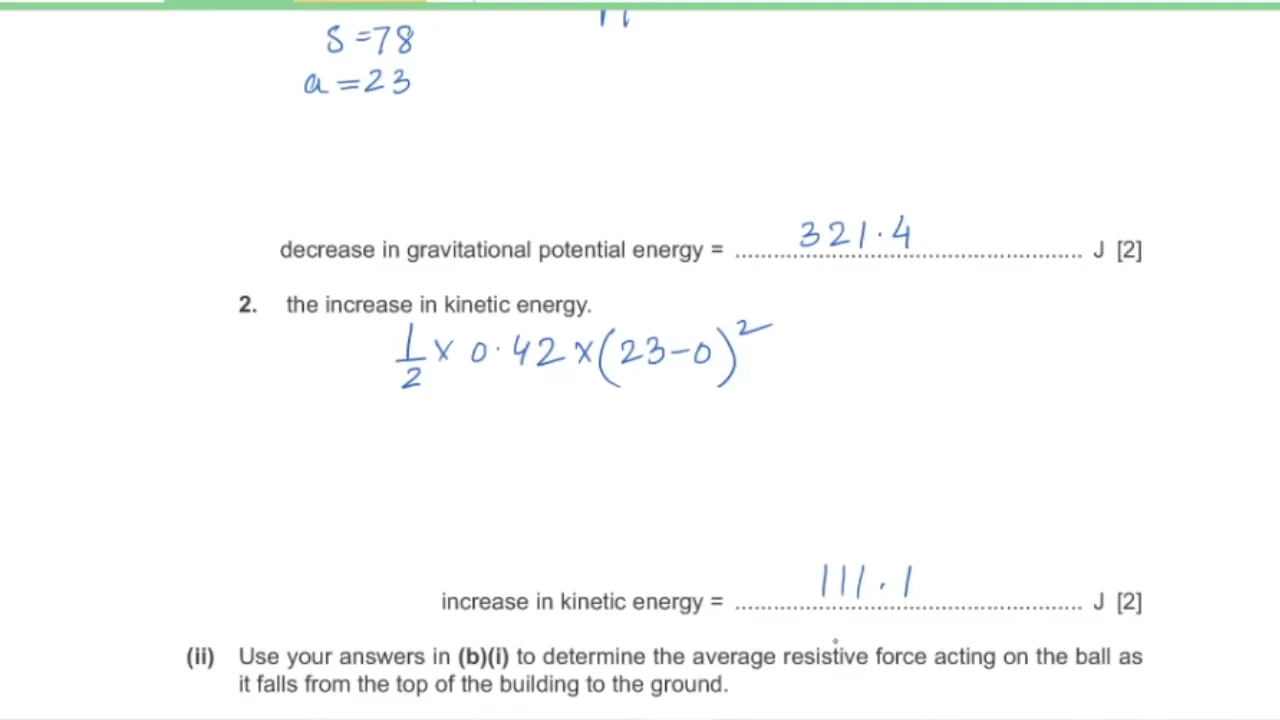 S = 78
a = 23
decrease in gravitational potential energy = 321.4 J [2]
2. the increase in kinetic energy.
1/2 × 0.42 × (23-0)²
increase in kinetic energy = 111.1 J [2]
(ii) Use your answers in (b)(i) to determine the average resistive force acting on the ball as
it falls from the top of the building to the ground.